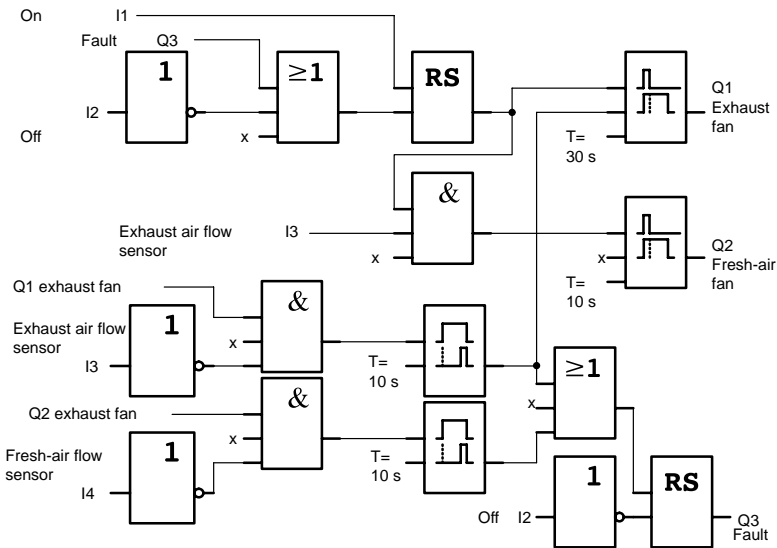 On I1
Fault Q3
1
≥1
RS
I2
Off
x
T=
30 s
Q1
Exhaust
fan
&
Exhaust air flow
sensor
I3
x
x
T=
10 s
Q2
Fresh-air
fan
Q1 exhaust fan
Exhaust air flow
sensor
1
I3
x
&
T=
10 s
Q2 exhaust fan
Fresh-air flow
sensor
1
I4
x
&
T=
10 s
≥1
x
Off I2
1
RS
Q3
Fault